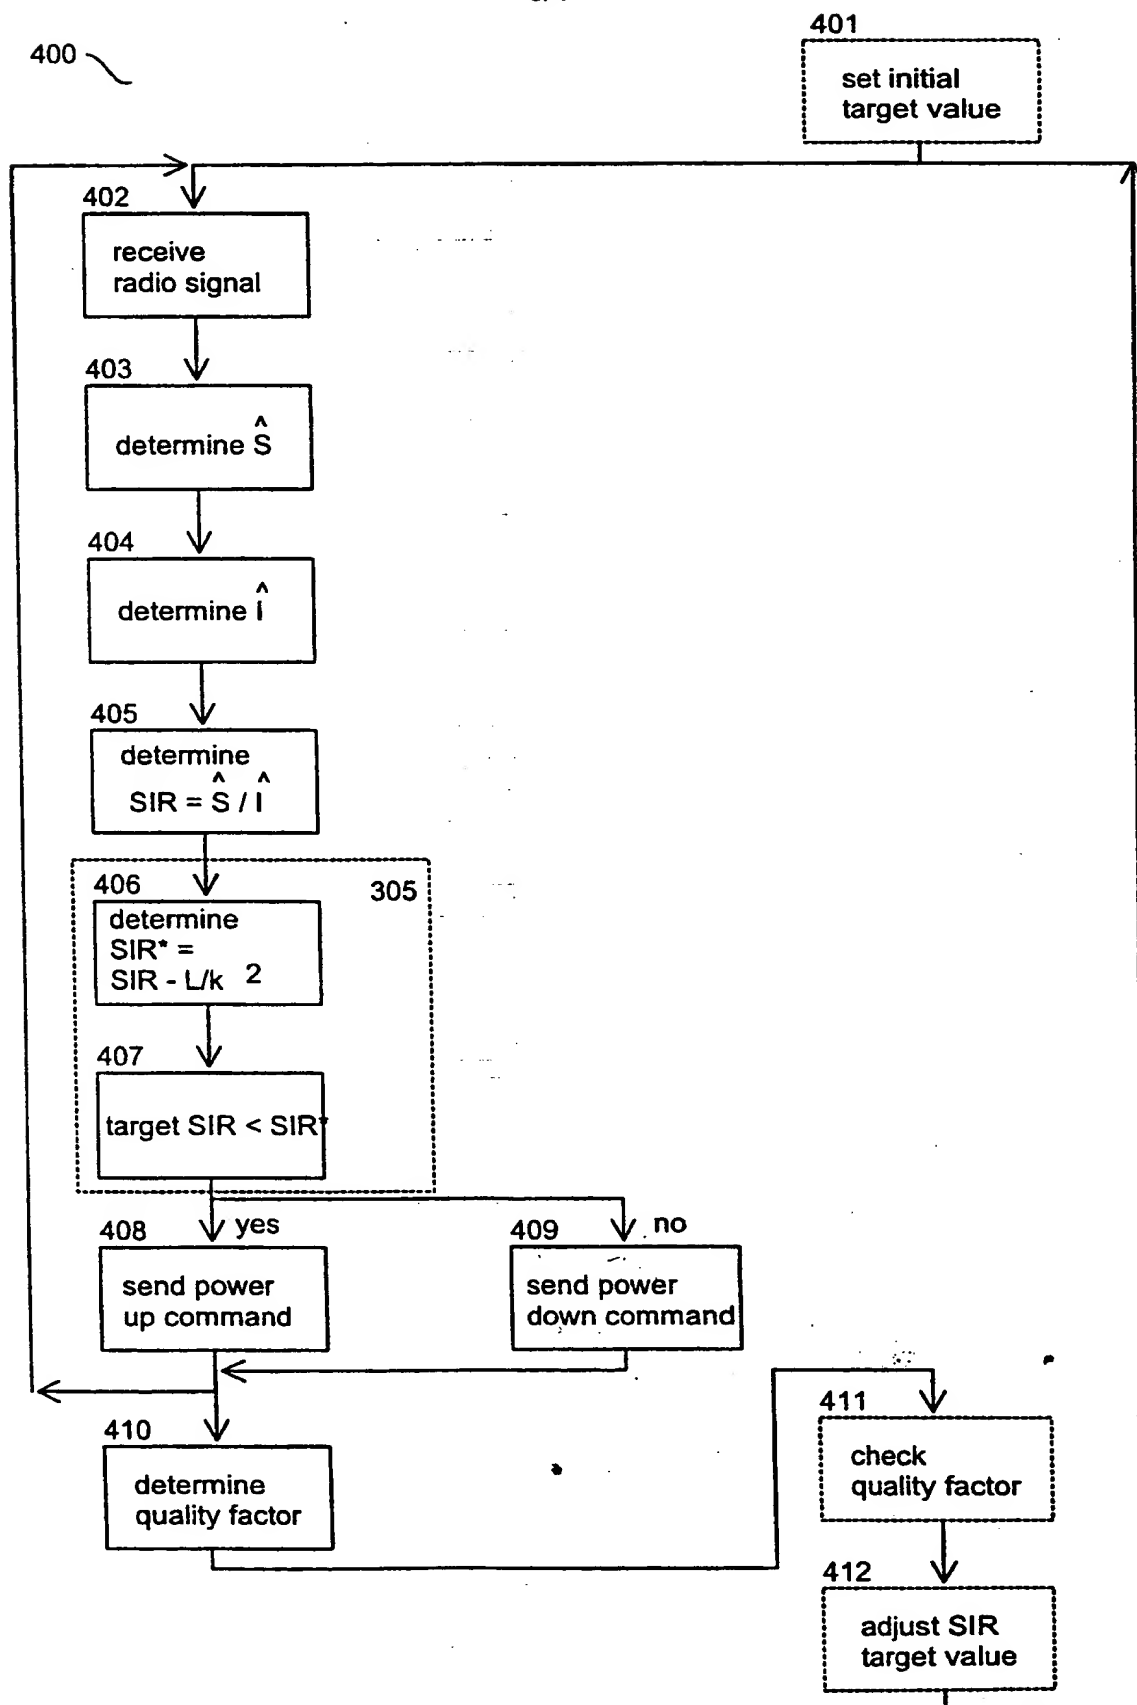 400
401
set initial
target value
402
receive
radio signal
403
determine Ŝ
404
determine Î
405
determine
SIR = Ŝ / Î
305
406
determine
SIR* =
SIR - L/k 2
407
target SIR < SIR*
408
yes
send power
up command
409
no
send power
down command
410
determine
quality factor
411
check
quality factor
412
adjust SIR
target value